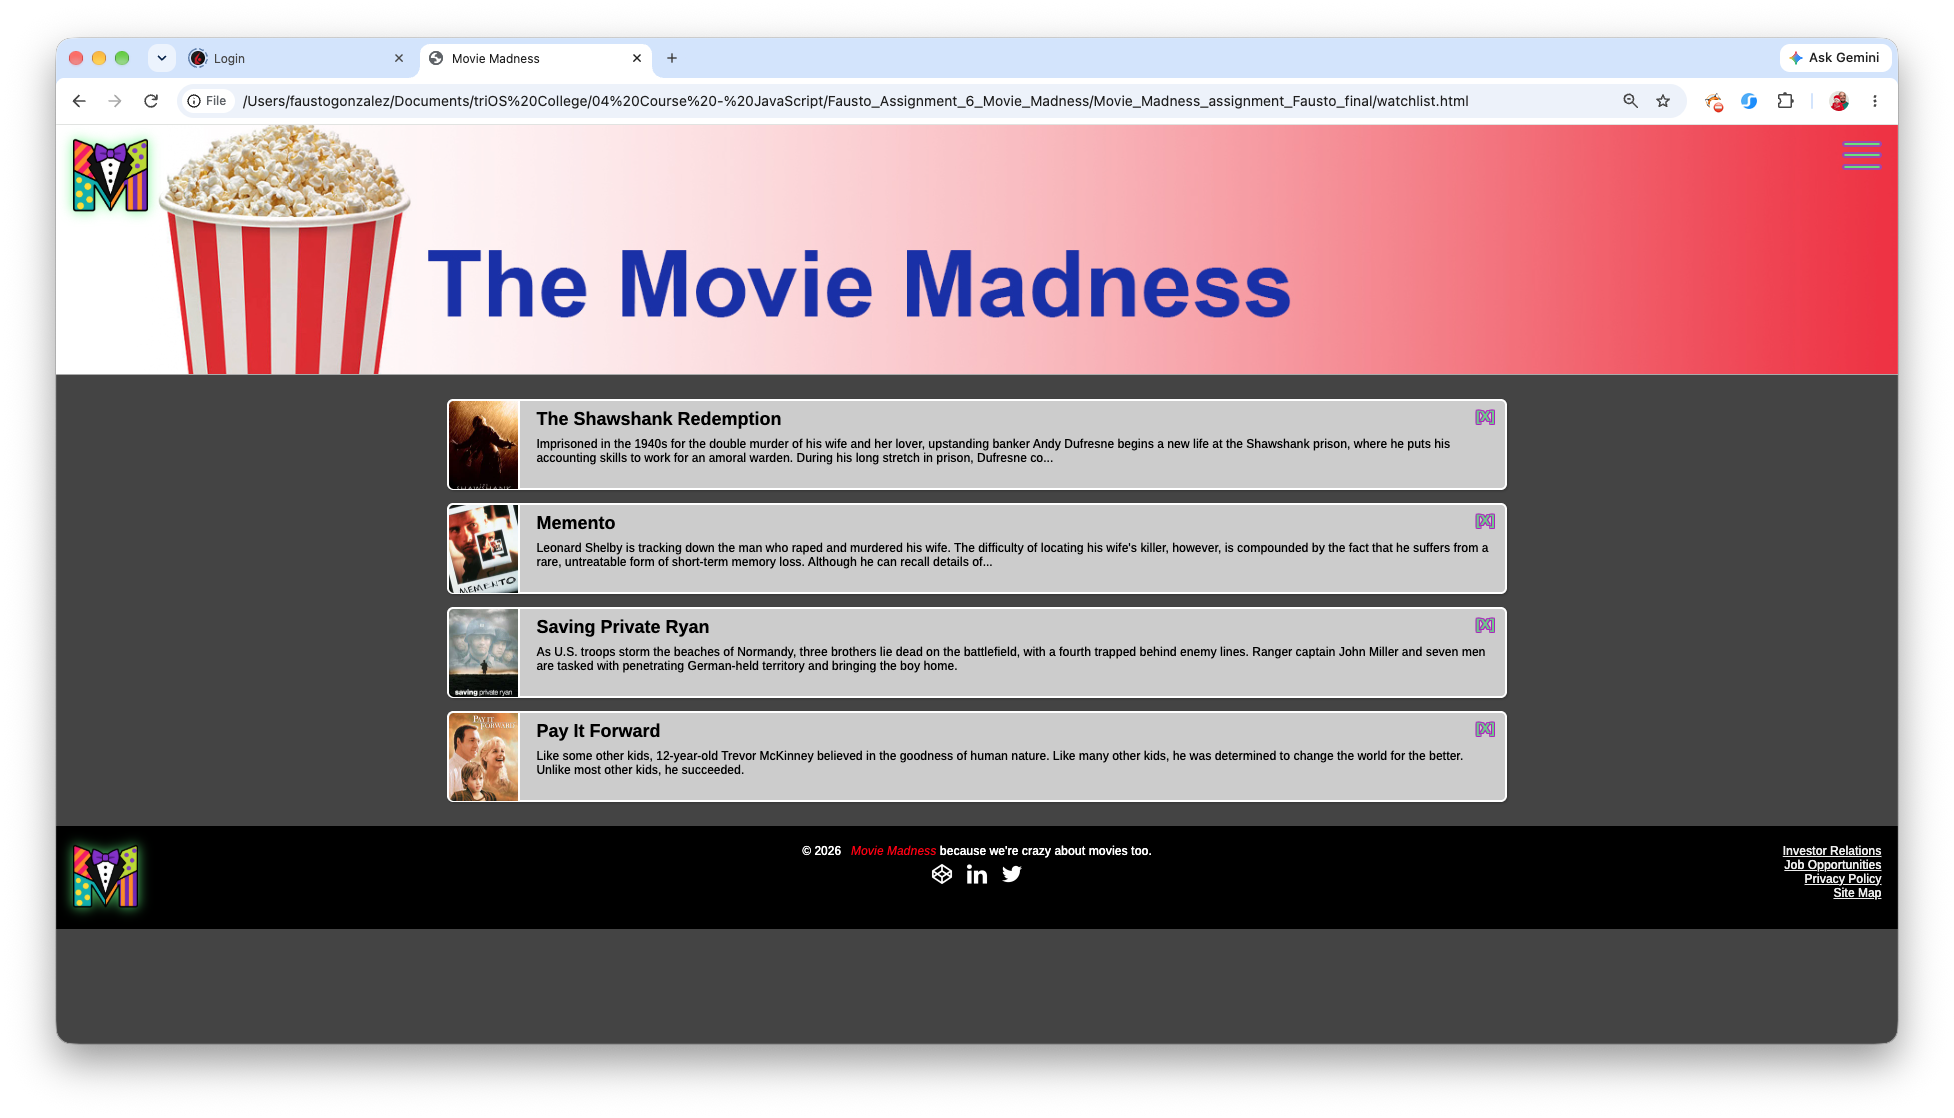 Login
Movie Madness
Ask Gemini
File
/Users/faustogonzalez/Documents/triOS%20College/04%20Course%20-%20JavaScript/Fausto_Assignment_6_Movie_Madness/Movie_Madness_assignment_Fausto_final/watchlist.html
The Movie Madness
The Shawshank Redemption
Imprisoned in the 1940s for the double murder of his wife and her lover, upstanding banker Andy Dufresne begins a new life at the Shawshank prison, where he puts his
accounting skills to work for an amoral warden. During his long stretch in prison, Dufresne co...
SHAWSHANK
Memento
Leonard Shelby is tracking down the man who raped and murdered his wife. The difficulty of locating his wife's killer, however, is compounded by the fact that he suffers from a
rare, untreatable form of short-term memory loss. Although he can recall details of...
MEMENTO
Saving Private Ryan
As U.S. troops storm the beaches of Normandy, three brothers lie dead on the battlefield, with a fourth trapped behind enemy lines. Ranger captain John Miller and seven men
are tasked with penetrating German-held territory and bringing the boy home.
saving private ryan
PAY IT
FORWARD
Pay It Forward
Like some other kids, 12-year-old Trevor McKinney believed in the goodness of human nature. Like many other kids, he was determined to change the world for the better.
Unlike most other kids, he succeeded.
© 2026 Movie Madness because we're crazy about movies too.
Investor Relations
Job Opportunities
Privacy Policy
Site Map